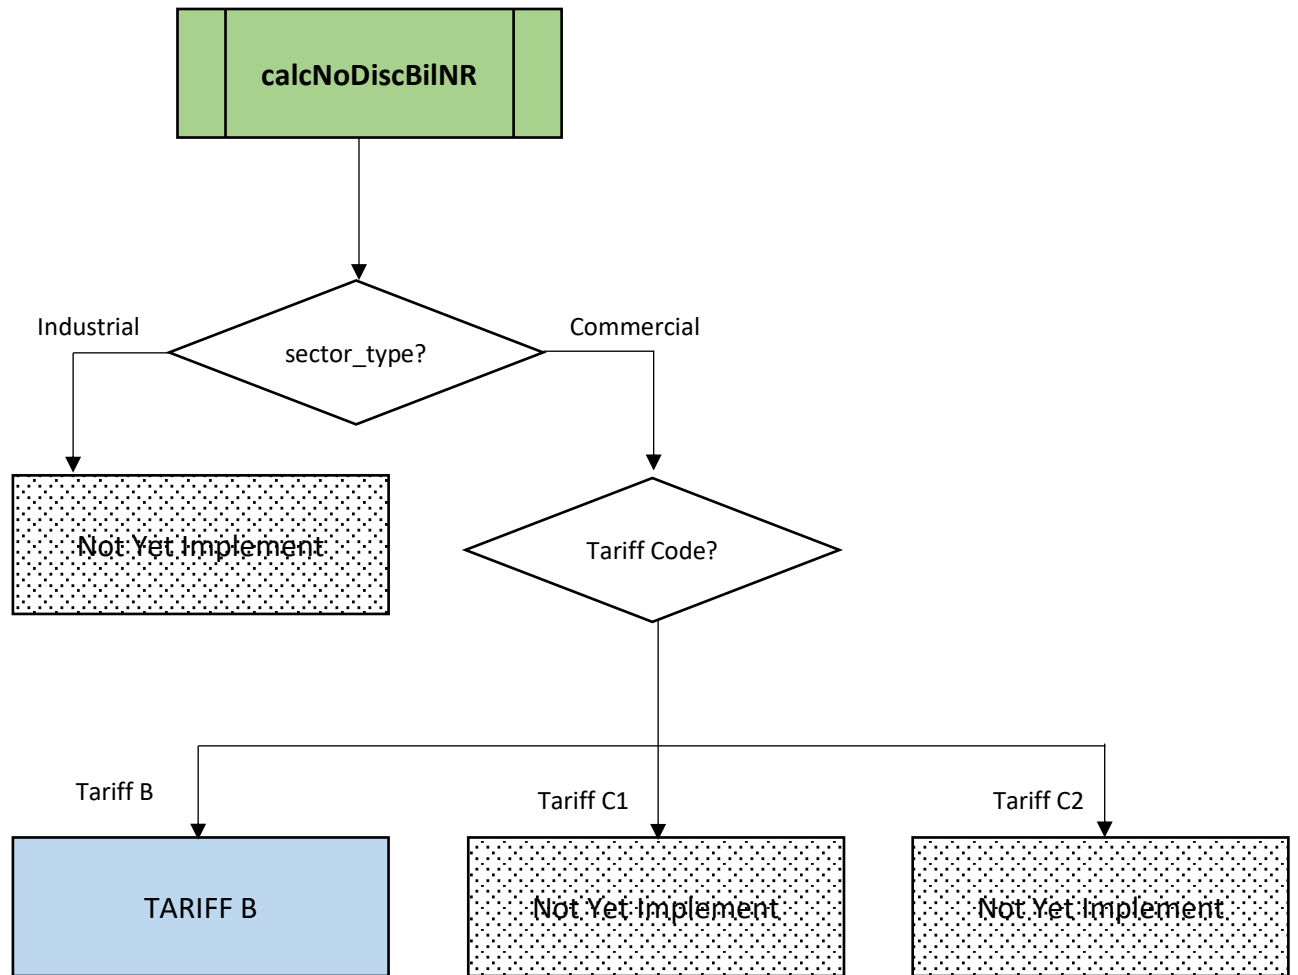 calcNoDiscBilNR
Industrial
Commercial
sector_type?
Not Yet Implement
Tariff Code?
Tariff B
Tariff C1
Tariff C2
TARIFF B
Not Yet Implement
Not Yet Implement